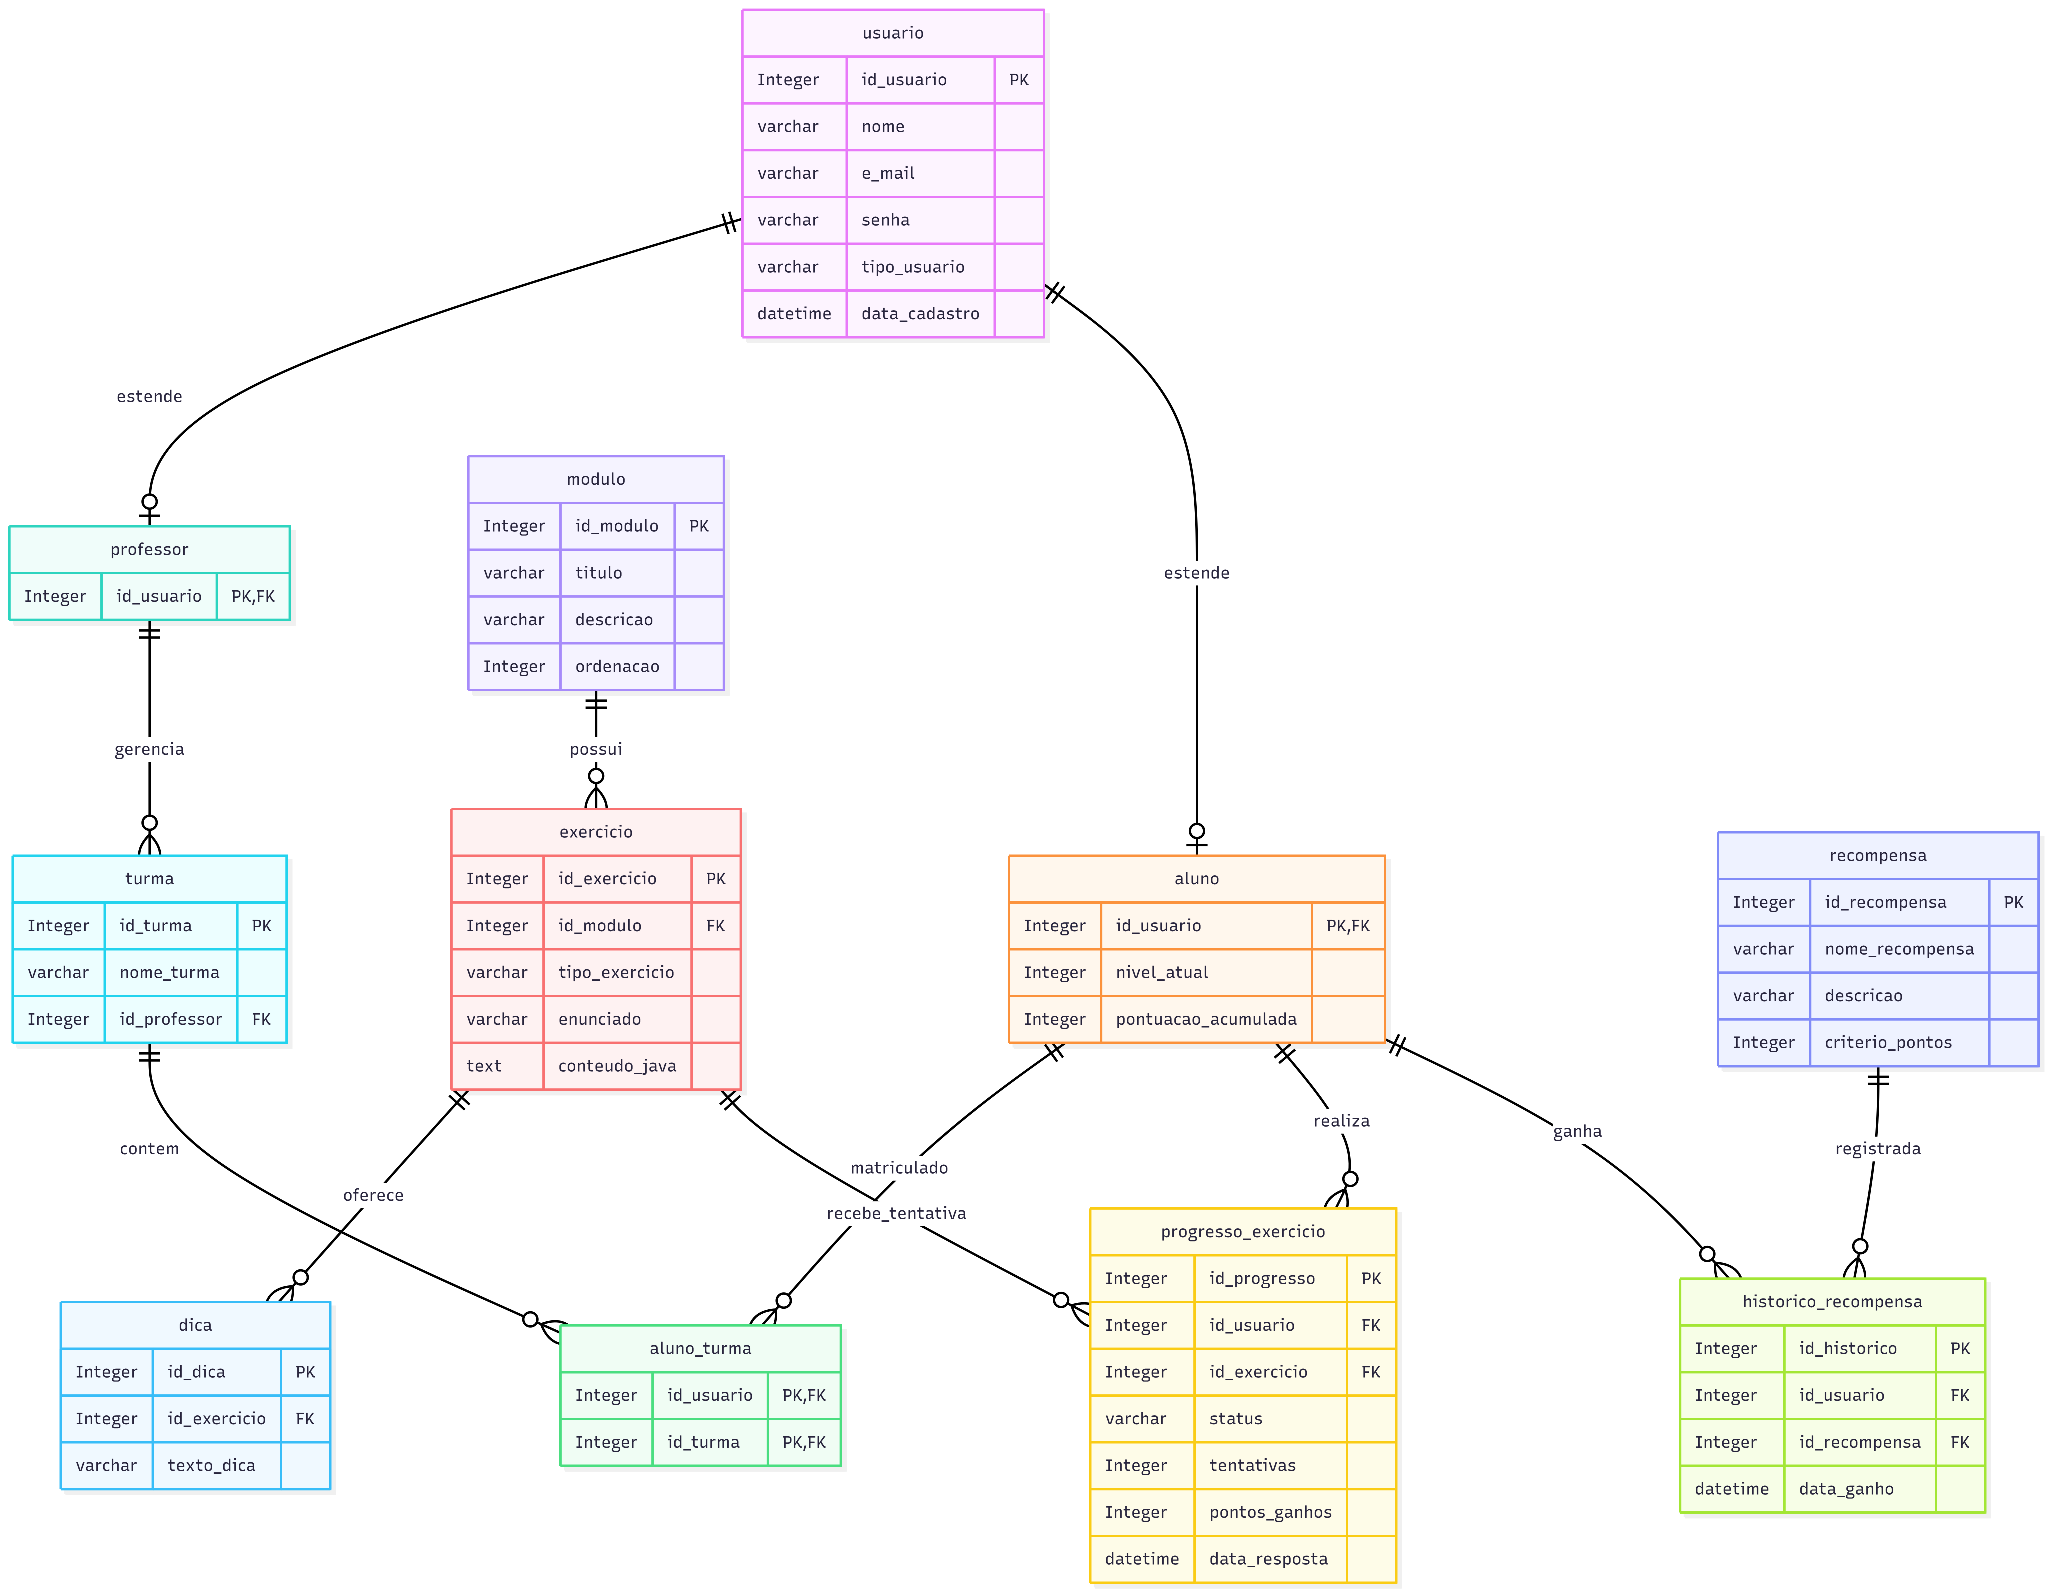 usuario
Integer id_usuario PK
varchar nome
varchar e_mail
varchar senha
varchar tipo_usuario
datetime data_cadastro
estende
estende
professor
Integer id_usuario PK,FK
modulo
Integer id_modulo PK
varchar titulo
varchar descricao
Integer ordenacao
gerencia
possui
turma
Integer id_turma PK
varchar nome_turma
Integer id_professor FK
exercicio
Integer id_exercicio PK
Integer id_modulo FK
varchar tipo_exercicio
varchar enunciado
text conteudo_java
aluno
Integer id_usuario PK,FK
Integer nivel_atual
Integer pontuacao_acumulada
recompensa
Integer id_recompensa PK
varchar nome_recompensa
varchar descricao
Integer criterio_pontos
contem
oferece
matriculado
recebe_tentativa
realiza
ganha
registrada
dica
Integer id_dica PK
Integer id_exercicio FK
varchar texto_dica
aluno_turma
Integer id_usuario PK,FK
Integer id_turma PK,FK
progresso_exercicio
Integer id_progresso PK
Integer id_usuario FK
Integer id_exercicio FK
varchar status
Integer tentativas
Integer pontos_ganhos
datetime data_resposta
historico_recompensa
Integer id_historico PK
Integer id_usuario FK
Integer id_recompensa FK
datetime data_ganho